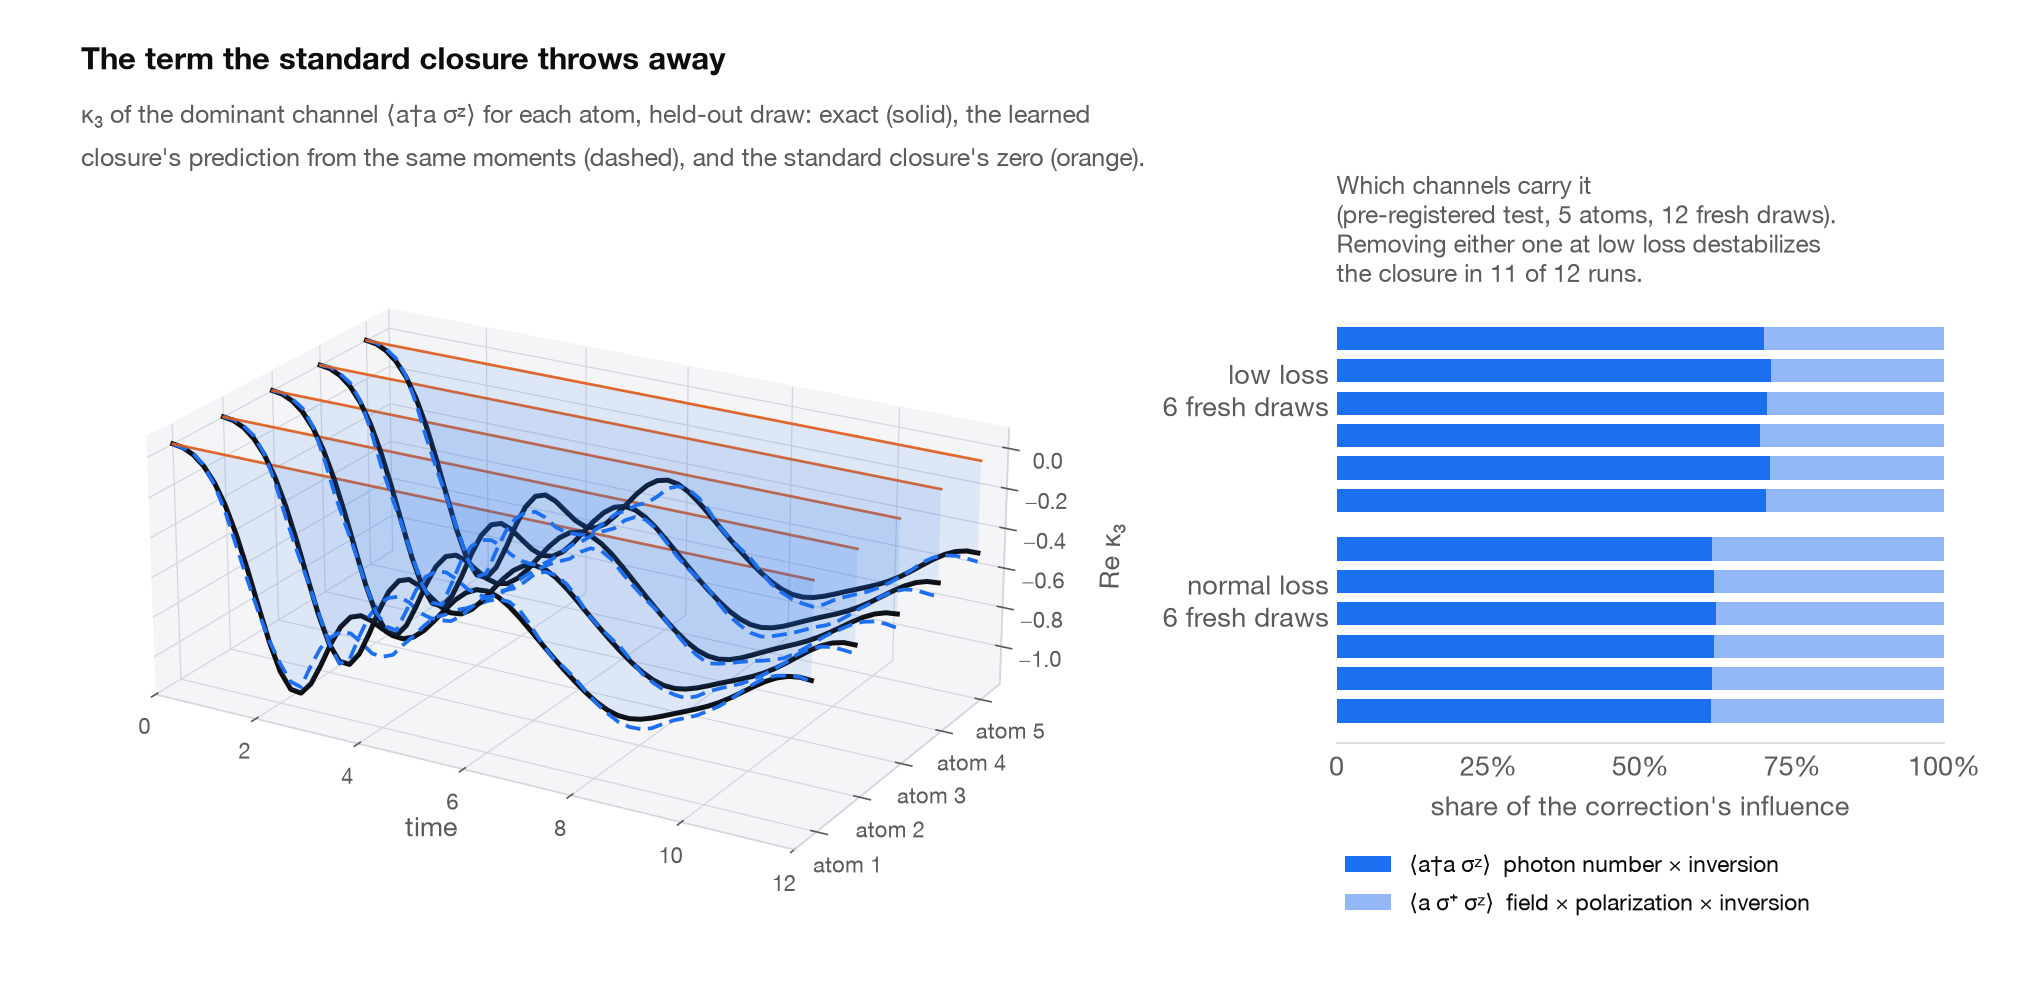 The term the standard closure throws away
κ₃ of the dominant channel ⟨a†a σᶻ⟩ for each atom, held-out draw: exact (solid), the learned
closure's prediction from the same moments (dashed), and the standard closure's zero (orange).
Which channels carry it
(pre-registered test, 5 atoms, 12 fresh draws).
Removing either one at low loss destabilizes
the closure in 11 of 12 runs.
0.0
−0.2
−0.4
−0.6
−0.8
−1.0
Re κ₃
atom 5
atom 4
atom 3
atom 2
atom 1
0
2
4
6
8
10
12
time
low loss
6 fresh draws
normal loss
6 fresh draws
0 25% 50% 75% 100%
share of the correction's influence
⟨a†a σᶻ⟩ photon number × inversion
⟨a σ⁺ σᶻ⟩ field × polarization × inversion